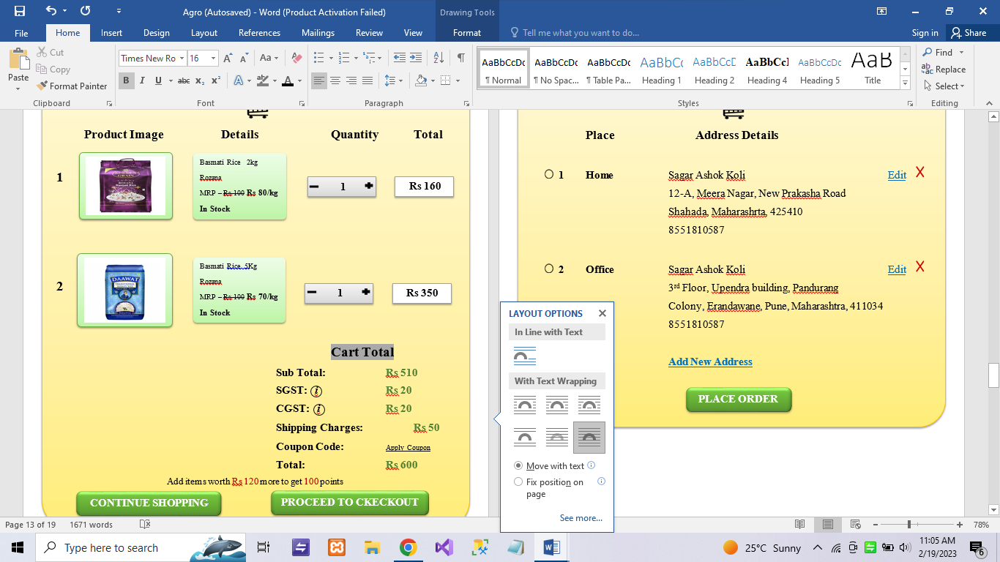 Agro (Autosaved) - Word (Product Activation Failed)
Drawing Tools
File Home Insert Design Layout References Mailings Review View Format Tell me what you want to do... Sign in Share
Paste
Cut
Copy
Format Painter
Times New Ro 16
Aa
B I U abc x₂ x² A A
AaBbCcDc
¶ Normal
AaBbCcDc
¶ No Spac...
AaBbCcDc
¶ Table Pa...
AaBbCc
Heading 1
AaBbCcD
Heading 2
AaBbCcI
Heading 4
AaBbCcD
Heading 5
AaB
Title
Find
Replace
Select
Clipboard Font Paragraph Styles Editing
Product Image Details Quantity Total
1
GOLDEN GRAIN
ROZANA
Basmati Rice 2kg
Rozana
MRP – Rs 100 Rs 80/kg
In Stock
1
Rs 160
2
DAAWAT
TRADITIONAL
Basmati Rice 5Kg
Rozana
MRP – Rs 100 Rs 70/kg
In Stock
1
Rs 350
Cart Total
Sub Total: Rs 510
SGST: i Rs 20
CGST: i Rs 20
Shipping Charges: Rs 50
Coupon Code: Apply Coupon
Total: Rs 600
Add items worth Rs 120 more to get 100 points
CONTINUE SHOPPING PROCEED TO CKECKOUT
Place Address Details
1 Home Sagar Ashok Koli Edit X
12-A, Meera Nagar, New Prakasha Road
Shahada, Maharashrta, 425410
8551810587
2 Office Sagar Ashok Koli Edit X
3rd Floor, Upendra building, Pandurang
Colony, Erandawane, Pune, Maharashtra, 411034
8551810587
Add New Address
PLACE ORDER
LAYOUT OPTIONS
In Line with Text
With Text Wrapping
Move with text
Fix position on
page
See more...
Page 13 of 19 1671 words 78%
Type here to search
25°C Sunny
11:05 AM
2/19/2023
6